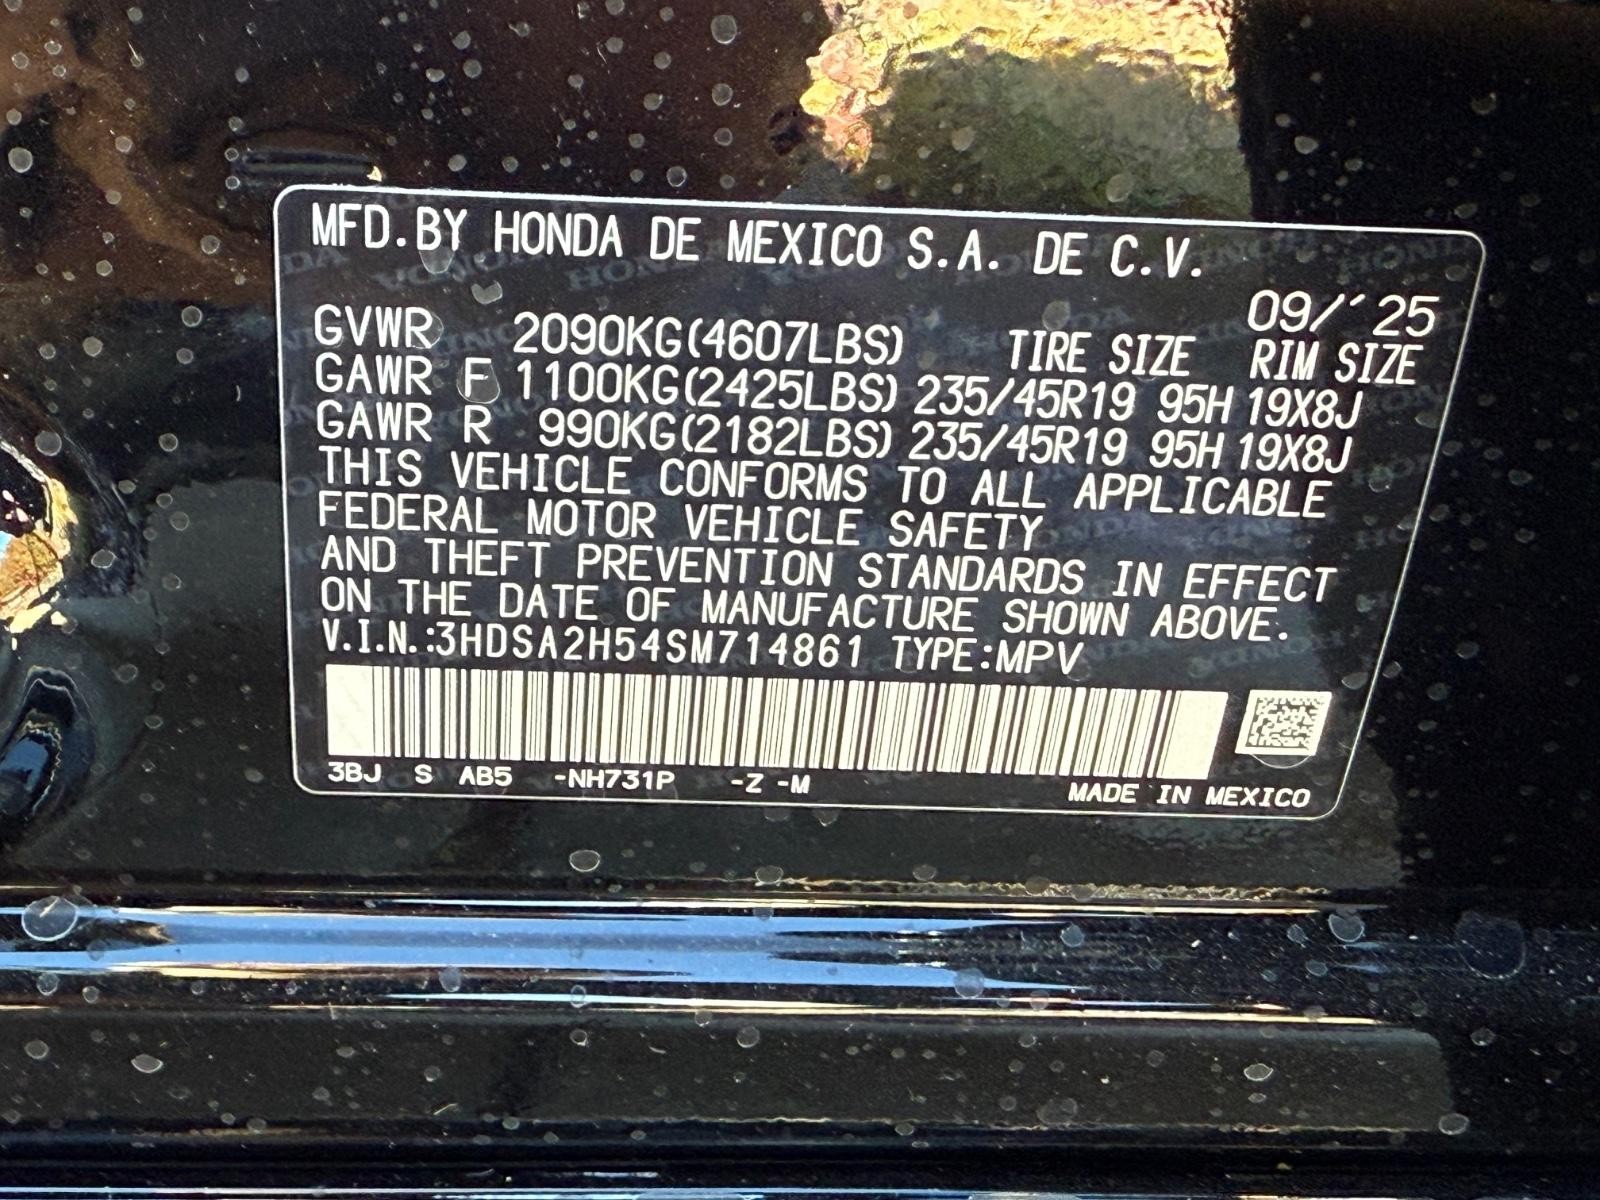 MFD.BY HONDA DE MEXICO S.A. DE C.V.
09/'25
GVWR 2090KG(4607LBS) TIRE SIZE RIM SIZE
GAWR F 1100KG(2425LBS) 235/45R19 95H 19X8J
GAWR R 990KG(2182LBS) 235/45R19 95H 19X8J
THIS VEHICLE CONFORMS TO ALL APPLICABLE
FEDERAL MOTOR VEHICLE SAFETY
AND THEFT PREVENTION STANDARDS IN EFFECT
ON THE DATE OF MANUFACTURE SHOWN ABOVE.
V.I.N.:3HDSA2H54SM714861 TYPE:MPV
3BJ S AB5 -NH731P -Z -M
MADE IN MEXICO